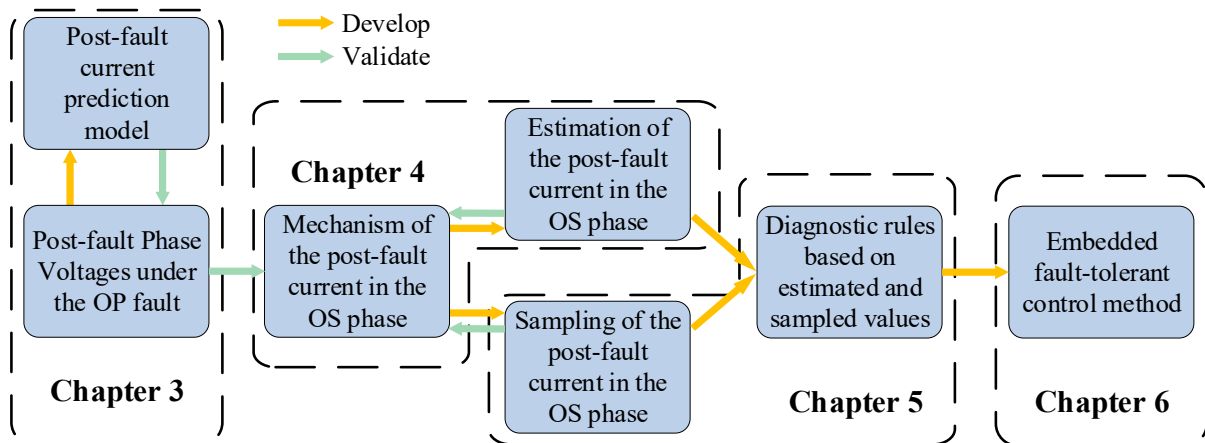 Post-fault
current
prediction
model
Develop
Validate
Post-fault Phase
Voltages under
the OP fault
Chapter 3
Chapter 4
Mechanism of
the post-fault
current in the
OS phase
Estimation of
the post-fault
current in the
OS phase
Sampling of the
post-fault
current in the
OS phase
Diagnostic rules
based on
estimated and
sampled values
Chapter 5
Embedded
fault-tolerant
control method
Chapter 6